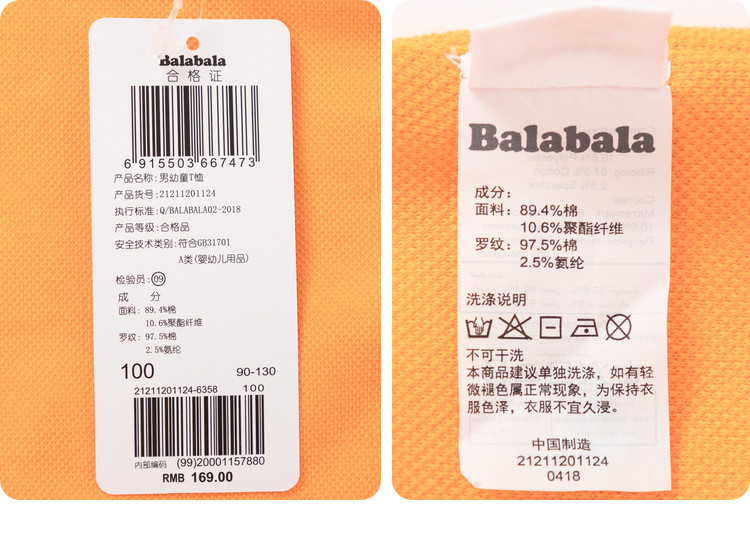 Balabala
合格证
6 915503 667473
产品名称:男幼童T恤
产品货号:21211201124
执行标准:Q/BALABALA02-2018
产品等级:合格品
安全技术类别:符合GB31701
A类(婴幼儿用品)
检验员:09
成 分
面料: 89.4%棉
10.6%聚酯纤维
罗纹: 97.5%棉
2.5%氨纶
100 90-130
21211201124-6358 100
内部编码 (99)20001157880
RMB 169.00
Balabala
成分:
面料: 89.4%棉
10.6%聚酯纤维
罗纹: 97.5%棉
2.5%氨纶
洗涤说明
不可干洗
本商品建议单独洗涤，如有轻
微褪色属正常现象，为保持衣
服色泽，衣服不宜久浸。
中国制造
21211201124
0418